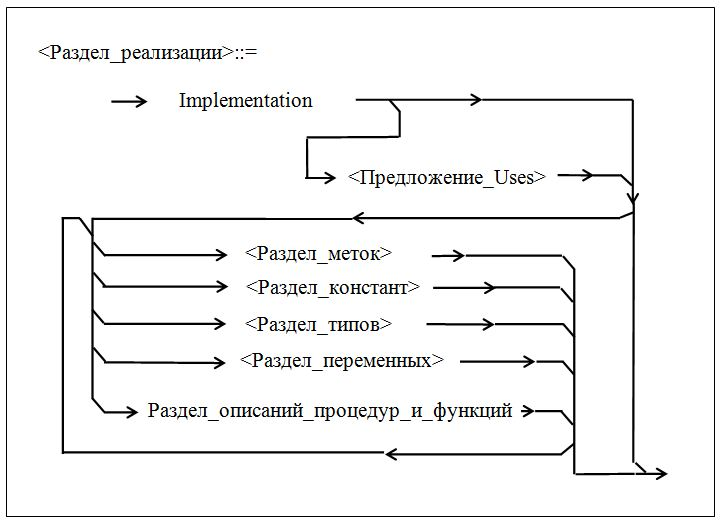 <Раздел_реализации>::=
Implementation
<Предложение_Uses>
<Раздел_меток>
<Раздел_констант>
<Раздел_типов>
<Раздел_переменных>
Раздел_описаний_процедур_и_функций